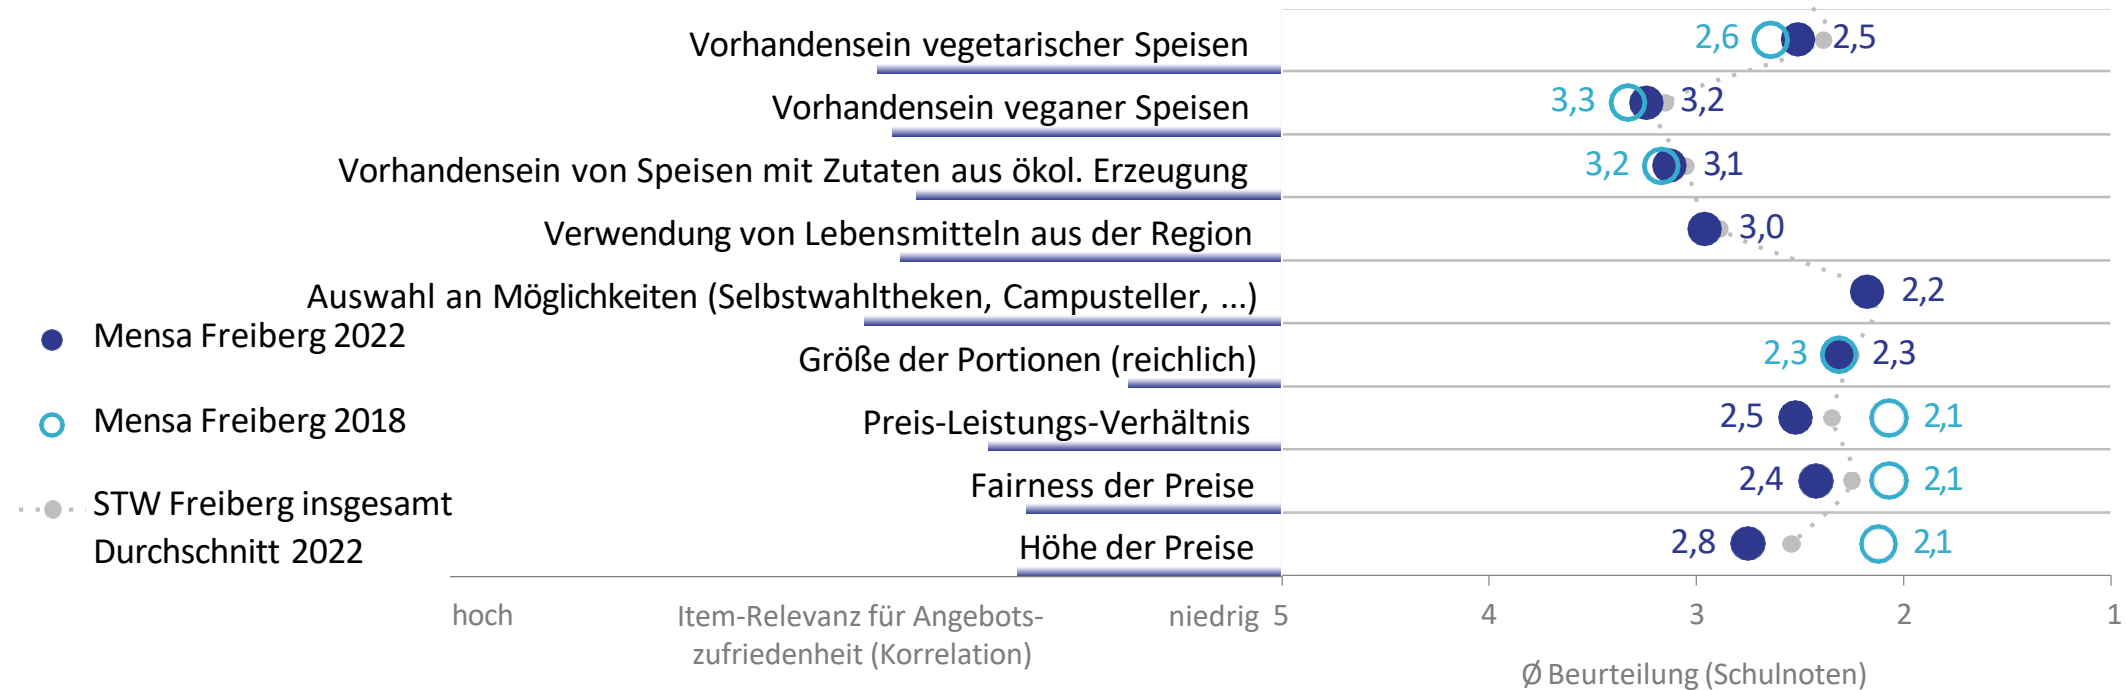 Vorhandensein vegetarischer Speisen
2,6 2,5
Vorhandensein veganer Speisen
3,3 3,2
Vorhandensein von Speisen mit Zutaten aus ökol. Erzeugung
3,2 3,1
Verwendung von Lebensmitteln aus der Region
3,0
Auswahl an Möglichkeiten (Selbstwahltheken, Campusteller, ...)
2,2
Größe der Portionen (reichlich)
2,3 2,3
Preis-Leistungs-Verhältnis
2,5 2,1
Fairness der Preise
2,4 2,1
Höhe der Preise
2,8 2,1
Mensa Freiberg 2022
Mensa Freiberg 2018
STW Freiberg insgesamt
Durchschnitt 2022
hoch
Item-Relevanz für Angebots-
zufriedenheit (Korrelation)
niedrig
5 4 3 2 1
Ø Beurteilung (Schulnoten)